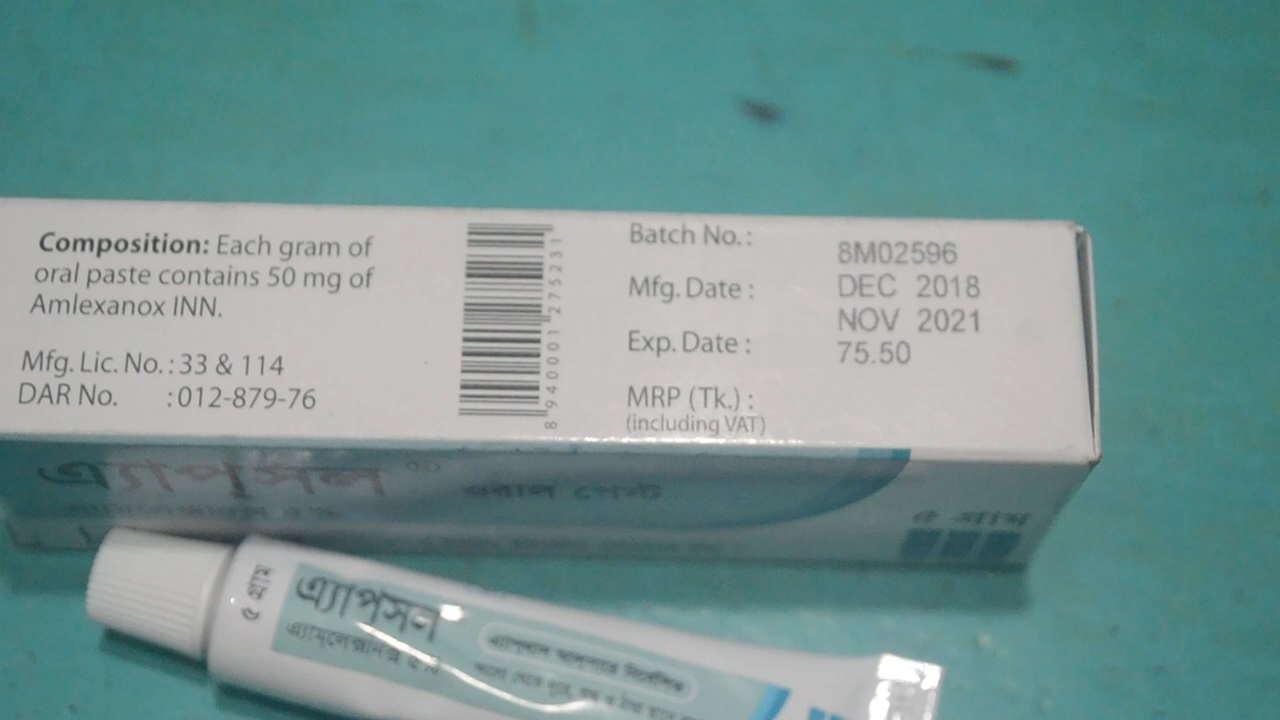 Composition: Each gram of
oral paste contains 50 mg of
Amlexanox INN.
Mfg. Lic. No. : 33 & 114
DAR No. : 012-879-76
8 940001 275231
Batch No. :
Mfg. Date :
Exp. Date :
MRP (Tk.) :
(including VAT)
8M02596
DEC 2018
NOV 2021
75.50
এ্যাপসল
ওরাল পেস্ট
৫ গ্রাম
৫ গ্রাম
এ্যাপসল